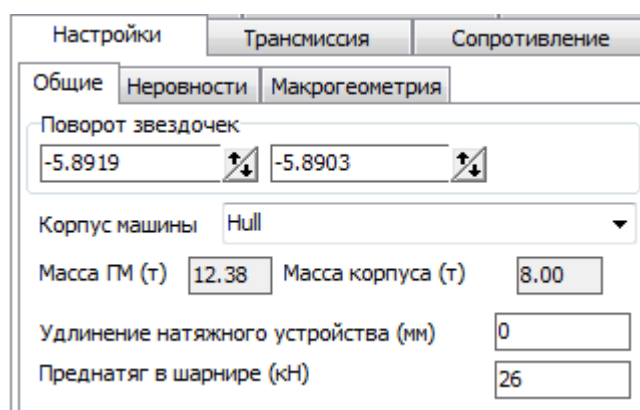 Настройки Трансмиссия Сопротивление
Общие Неровности Макрогеометрия
Поворот звездочек
-5.8919 -5.8903
Корпус машины Hull
Масса ГМ (т) 12.38 Масса корпуса (т) 8.00
Удлинение натяжного устройства (мм) 0
Преднатяг в шарнире (кН) 26